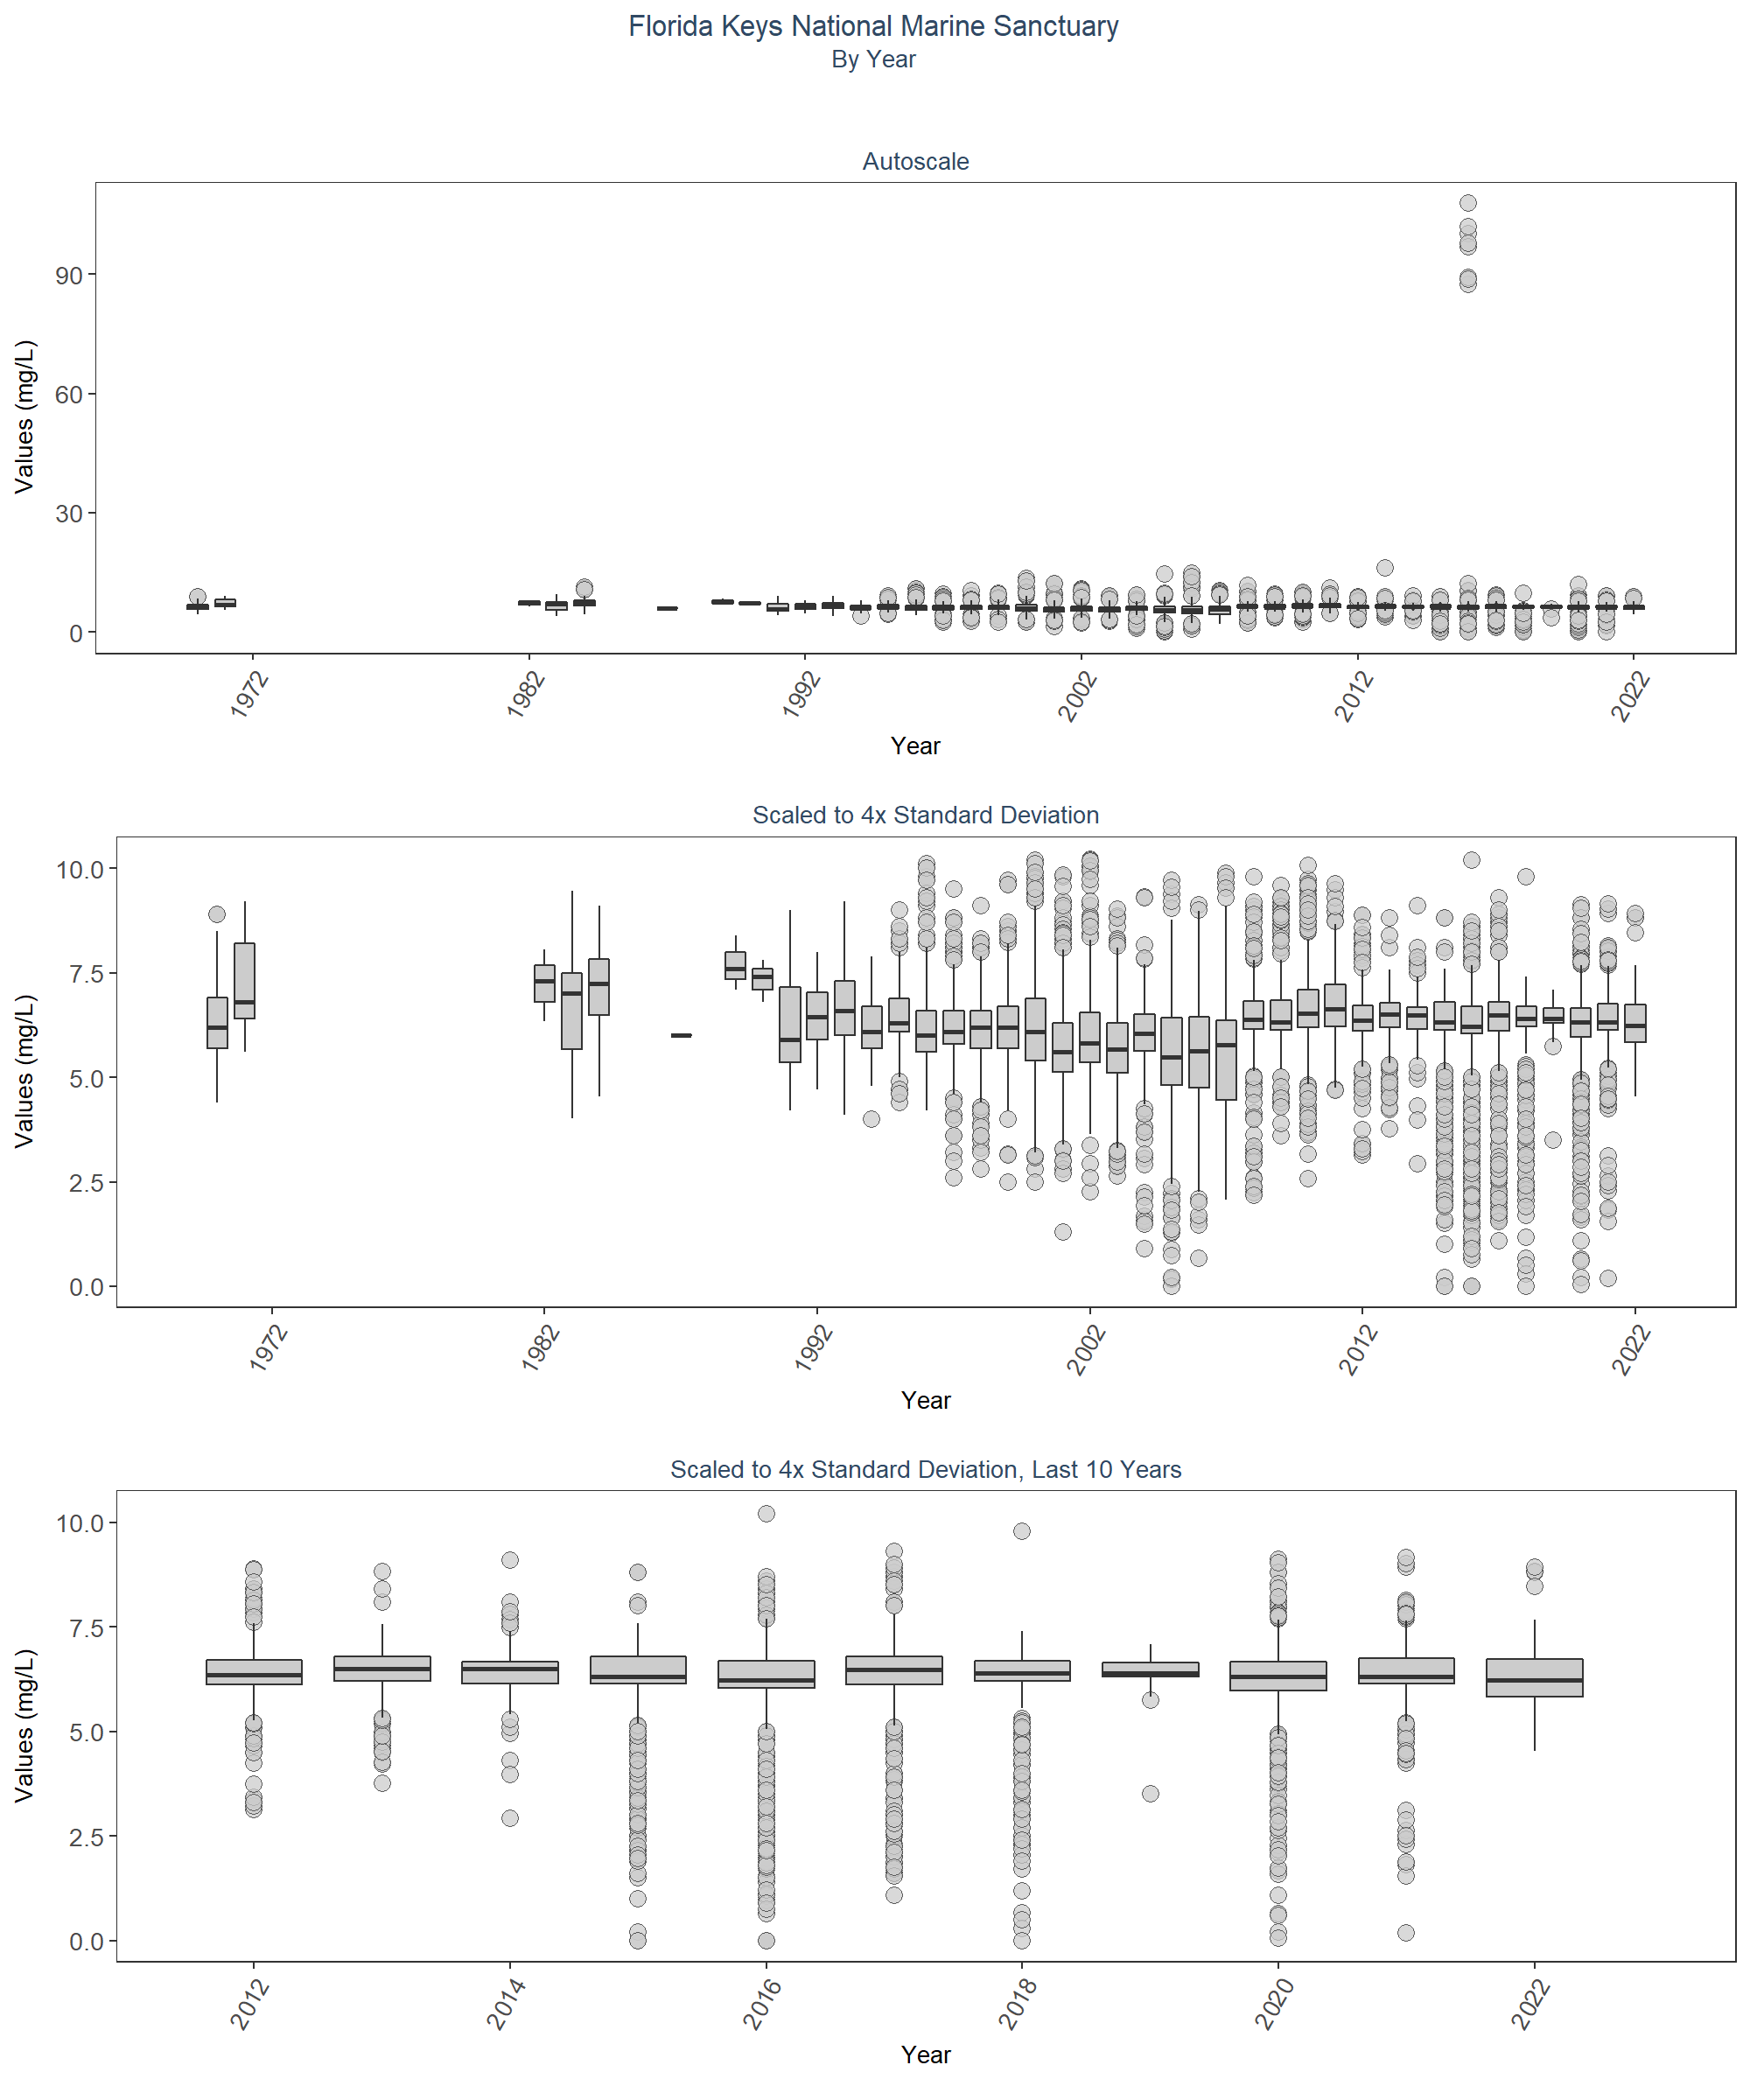 Florida Keys National Marine Sanctuary
By Year
Autoscale
Values (mg/L)
90
60
30
0
1972
1982
1992
2002
2012
2022
Year
Scaled to 4x Standard Deviation
Values (mg/L)
10.0
7.5
5.0
2.5
0.0
1972
1982
1992
2002
2012
2022
Year
Scaled to 4x Standard Deviation, Last 10 Years
Values (mg/L)
10.0
7.5
5.0
2.5
0.0
2012
2014
2016
2018
2020
2022
Year